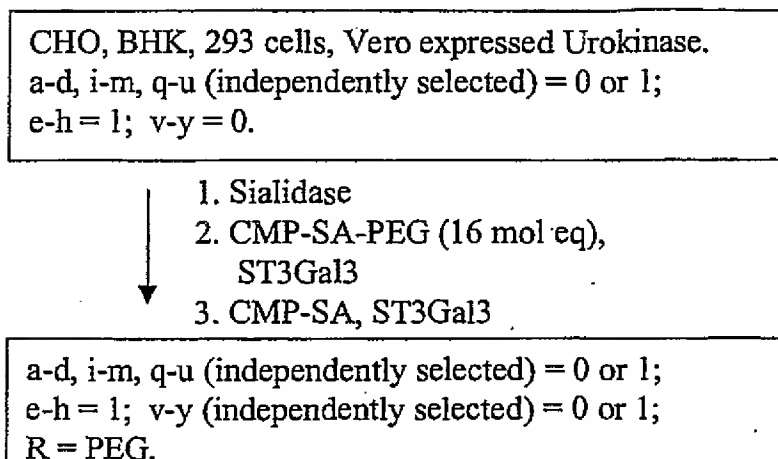 CHO, BHK, 293 cells, Vero expressed Urokinase.
a-d, i-m, q-u (independently selected) = 0 or 1;
e-h = 1; v-y = 0.
1. Sialidase
2. CMP-SA-PEG (16 mol eq),
ST3Gal3
3. CMP-SA, ST3Gal3
a-d, i-m, q-u (independently selected) = 0 or 1;
e-h = 1; v-y (independently selected) = 0 or 1;
R = PEG.